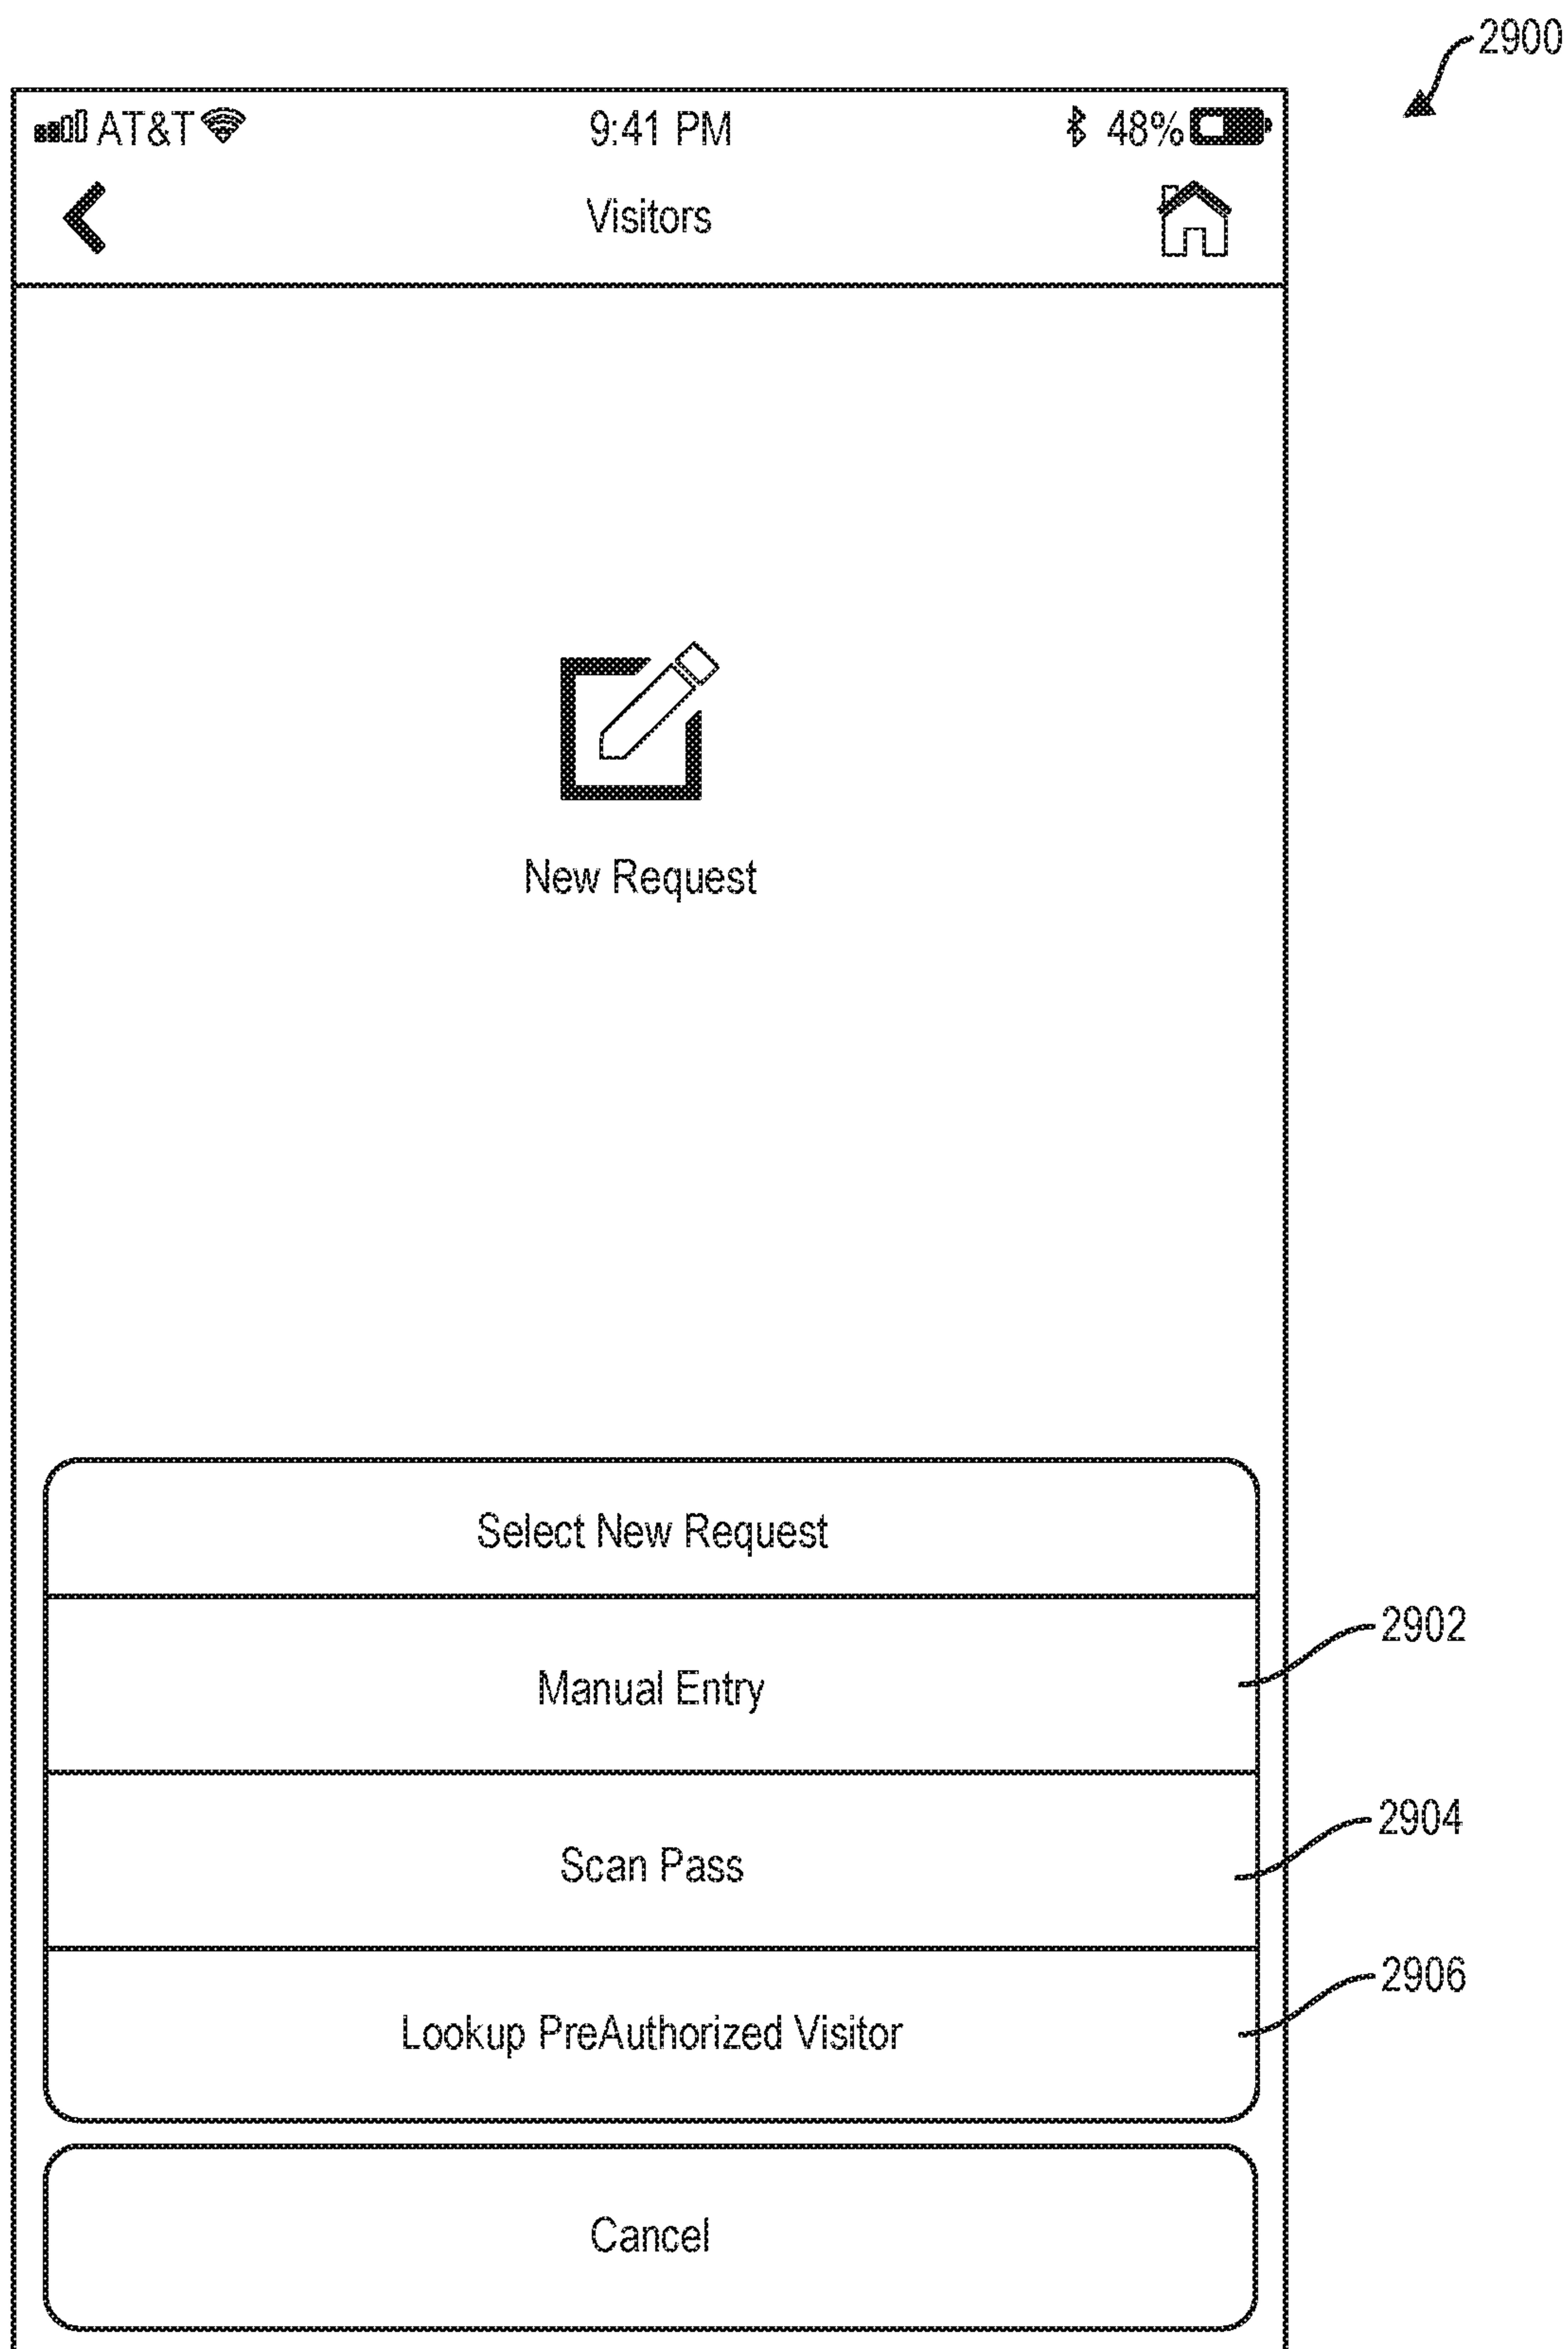 2900
AT&T 9:41 PM 48%
Visitors
New Request
Select New Request
Manual Entry
2902
Scan Pass
2904
Lookup PreAuthorized Visitor
2906
Cancel